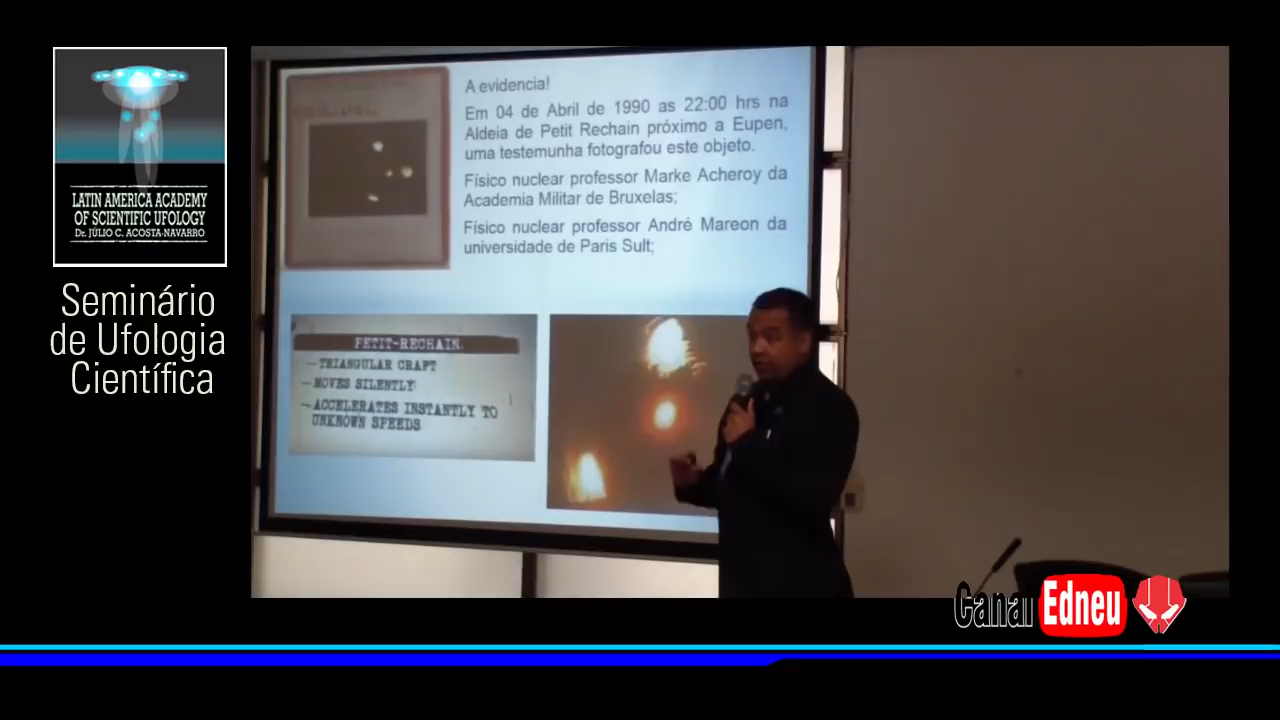 LATIN AMERICA ACADEMY
OF SCIENTIFIC UFOLOGY
Dr. JÚLIO C. ACOSTA-NAVARRO
Seminário
de Ufologia
Científica
A evidencia!
Em 04 de Abril de 1990 as 22:00 hrs na
Aldeia de Petit Rechain próximo a Eupen,
uma testemunha fotografou este objeto.
Físico nuclear professor Marke Acheroy da
Academia Militar de Bruxelas;
Físico nuclear professor André Mareon da
universidade de Paris Sult;
PETIT-RECHAIN
—TRIANGULAR CRAFT
—MOVES SILENTLY
—ACCELERATES INSTANTLY TO
UNKNOWN SPEEDS
Canal Edneu